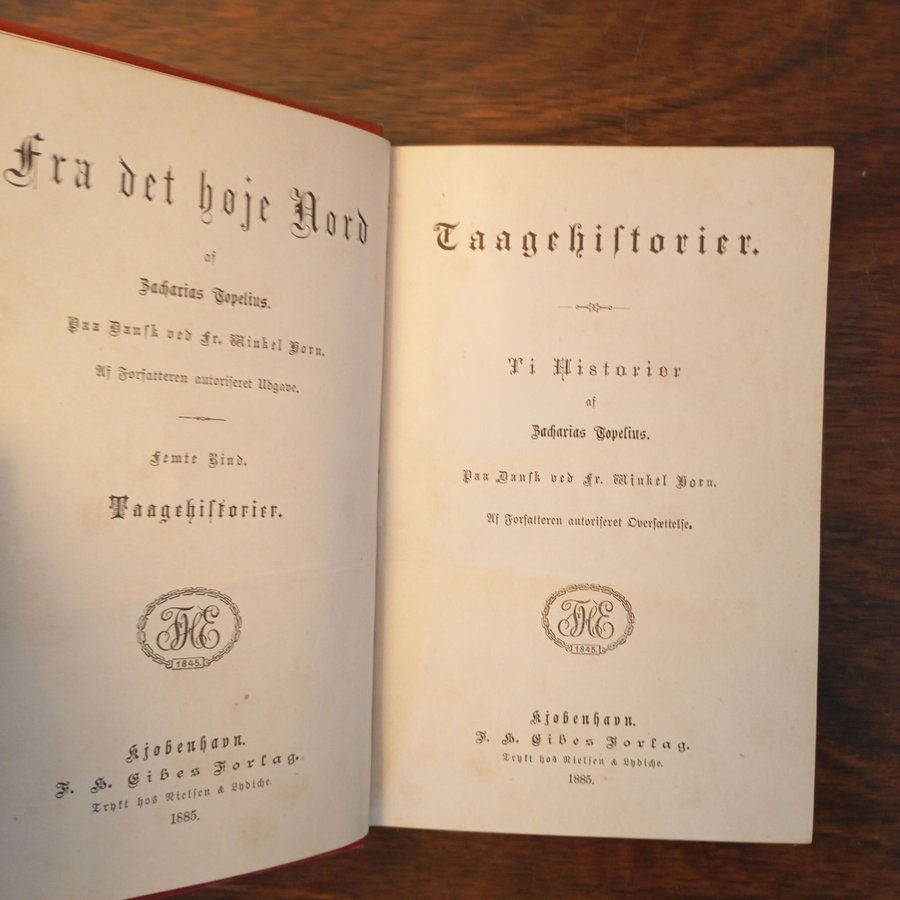 Fra det høje Nord
af
Zacharias Topelius.
Paa Dansk ved Fr. Winkel Horn.
Af Forfatteren autoriseret Udgave.
Femte Bind.
Taagehistorier.
FHE
1845.
Kjøbenhavn.
F. H. Eibes Forlag.
Trykt hos Nielsen & Lydiche.
1885.
Taagehistorier.
Ti Historier
af
Zacharias Topelius.
Paa Dansk ved Fr. Winkel Horn.
Af Forfatteren autoriseret Oversættelse.
FHE
1845.
Kjøbenhavn.
F. H. Eibes Forlag.
Trykt hos Nielsen & Lydiche.
1885.